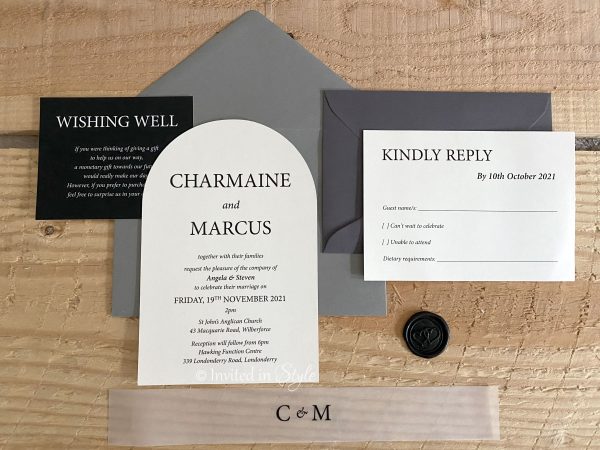 WISHING WELL
If you were thinking of giving a gift
to help us on our way,
a monetary gift towards our
would really make our
However, if you prefer to
feel free to surprise us in your
CHARMAINE
and
MARCUS
together with their families
request the pleasure of the company of
Angela & Steven
to celebrate their marriage on
FRIDAY, 19TH NOVEMBER 2021
2pm
St John's Anglican Church
43 Macquarie Road, Wilberforce
Reception will follow from 6pm
Hawking Function Centre
339 Londonderry Road, Londonderry
© Invited in Style
KINDLY REPLY
By 10th October 2021
Guest name/s:
[ ] Can't wait to celebrate
[ ] Unable to attend
Dietary requirements:
C & M